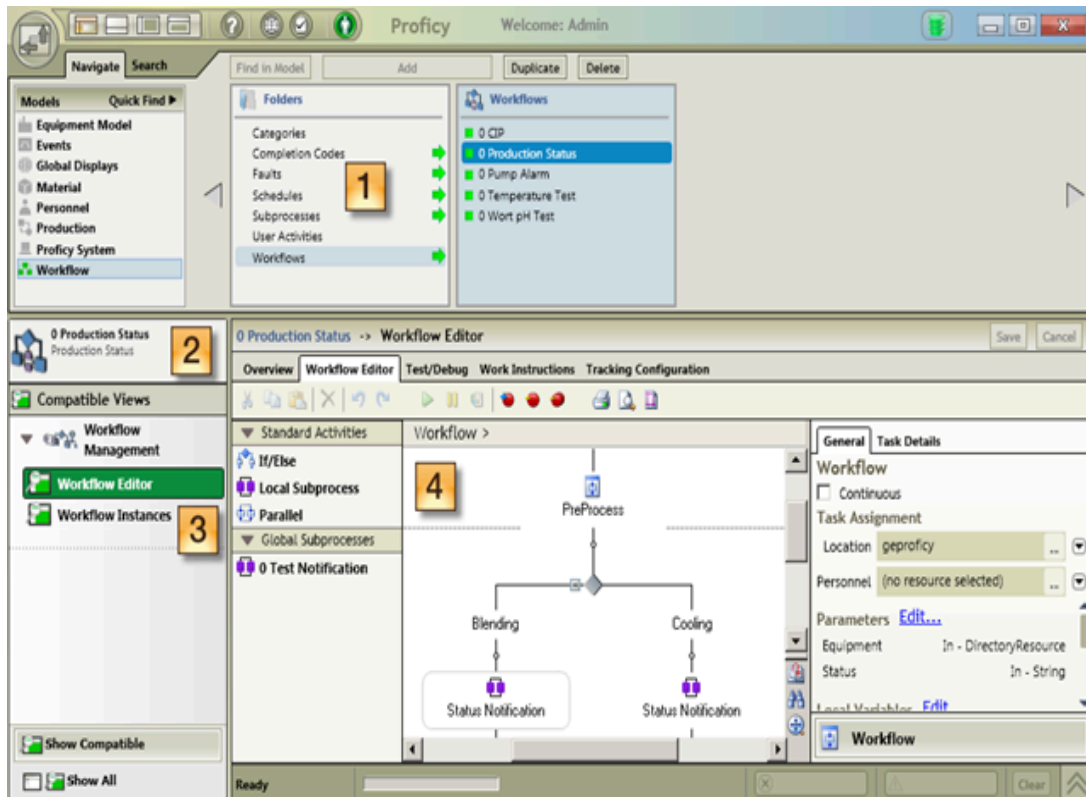 Proficy Welcome: Admin
Navigate Search
Find in Model Add Duplicate Delete
Models Quick Find
Equipment Model
Events
Global Displays
Material
Personnel
Production
Proficy System
Workflow
Folders
Categories
Completion Codes
Faults
Schedules
Subprocesses
User Activities
Workflows
1
Workflows
0 CIP
0 Production Status
0 Pump Alarm
0 Temperature Test
0 Wort pH Test
0 Production Status
Production Status
2
Compatible Views
Workflow
Management
Workflow Editor
Workflow Instances
3
Show Compatible
Show All
0 Production Status -> Workflow Editor
Save Cancel
Overview Workflow Editor Test/Debug Work Instructions Tracking Configuration
Standard Activities
If/Else
Local Subprocess
Parallel
Global Subprocesses
0 Test Notification
Workflow >
4
PreProcess
Blending Cooling
Status Notification Status Notification
General Task Details
Workflow
Continuous
Task Assignment
Location geproficy ..
Personnel (no resource selected) ..
Parameters Edit...
Equipment In - DirectoryResource
Status In - String
Local Variables Edit
Workflow
Ready
Clear